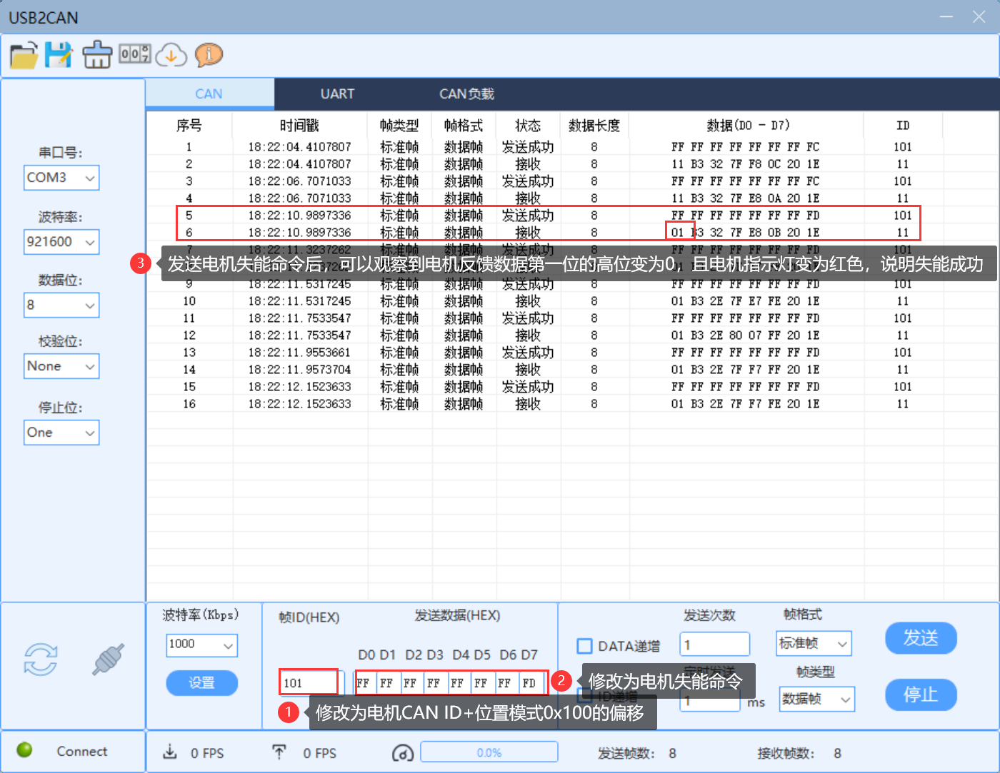 USB2CAN
CAN UART CAN负载
序号 时间戳 帧类型 帧格式 状态 数据长度 数据(D0 - D7) ID
1 18:22:04.4107807 标准帧 数据帧 发送成功 8 FF FF FF FF FF FF FF FC 101
2 18:22:04.4107807 标准帧 数据帧 接收 8 11 B3 32 7F F8 0C 20 1E 11
3 18:22:06.7071033 标准帧 数据帧 发送成功 8 FF FF FF FF FF FF FF FC 101
4 18:22:06.7071033 标准帧 数据帧 接收 8 11 B3 32 7F E8 0A 20 1E 11
5 18:22:10.9897336 标准帧 数据帧 发送成功 8 FF FF FF FF FF FF FF FD 101
6 18:22:10.9897336 标准帧 数据帧 接收 8 01 B3 32 7F E8 0B 20 1E 11
7 18:22:11.3237262 标准帧 数据帧 发送成功 8 FF FF FF FF FF FF FF FD 101
3 发送电机失能命令后，可以观察到电机反馈数据第一位的高位变为0，且电机指示灯变为红色，说明失能成功
9 18:22:11.5317245 标准帧 数据帧 发送成功 8 FF FF FF FF FF FF FF FD 101
10 18:22:11.5317245 标准帧 数据帧 接收 8 01 B3 2E 7F E7 FE 20 1E 11
11 18:22:11.7533547 标准帧 数据帧 发送成功 8 FF FF FF FF FF FF FF FD 101
12 18:22:11.7533547 标准帧 数据帧 接收 8 01 B3 2E 80 07 FF 20 1E 11
13 18:22:11.9553661 标准帧 数据帧 发送成功 8 FF FF FF FF FF FF FF FD 101
14 18:22:11.9573704 标准帧 数据帧 接收 8 01 B3 2E 7F F7 FF 20 1E 11
15 18:22:12.1523633 标准帧 数据帧 发送成功 8 FF FF FF FF FF FF FF FD 101
16 18:22:12.1523633 标准帧 数据帧 接收 8 01 B3 2E 7F F7 FE 20 1E 11
串口号:
COM3
波特率:
921600
数据位:
8
校验位:
None
停止位:
One
波特率(Kbps)
1000
设置
帧ID(HEX)
101
发送数据(HEX)
D0 D1 D2 D3 D4 D5 D6 D7
FF FF FF FF FF FF FF FD
2 修改为电机失能命令
1 修改为电机CAN ID+位置模式0x100的偏移
DATA递增
ID递增
发送次数
1
定时发送
1 ms
帧格式
标准帧
帧类型
数据帧
发送
停止
Connect
0 FPS
0 FPS
0.0%
发送帧数: 8
接收帧数: 8